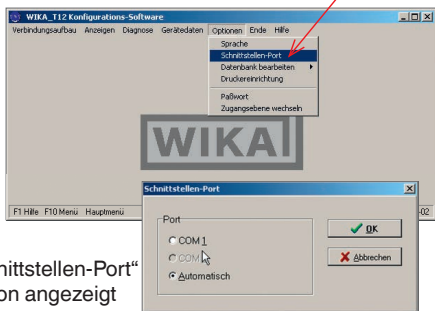 WIKA_T12 Konfigurations-Software
Verbindungsaufbau Anzeigen Diagnose Gerätedaten Optionen Ende Hilfe
Sprache
Schnittstellen-Port
Datenbank bearbeiten
Druckereinrichtung
Paßwort
Zugangsebene wechseln
WIKAI
F1 Hilfe F10 Menü Hauptmenü
-02
Schnittstellen-Port
Port
COM 1
COM
Automatisch
OK
Abbrechen
nittstellen-Port“
on angezeigt